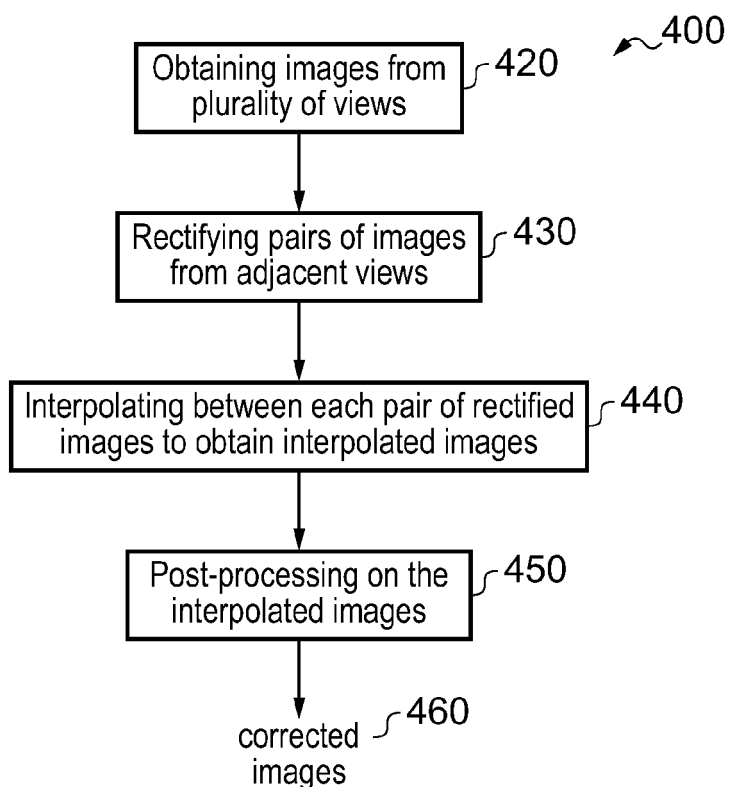 400
Obtaining images from
plurality of views
420
Rectifying pairs of images
from adjacent views
430
Interpolating between each pair of rectified
images to obtain interpolated images
440
Post-processing on the
interpolated images
450
corrected
images
460